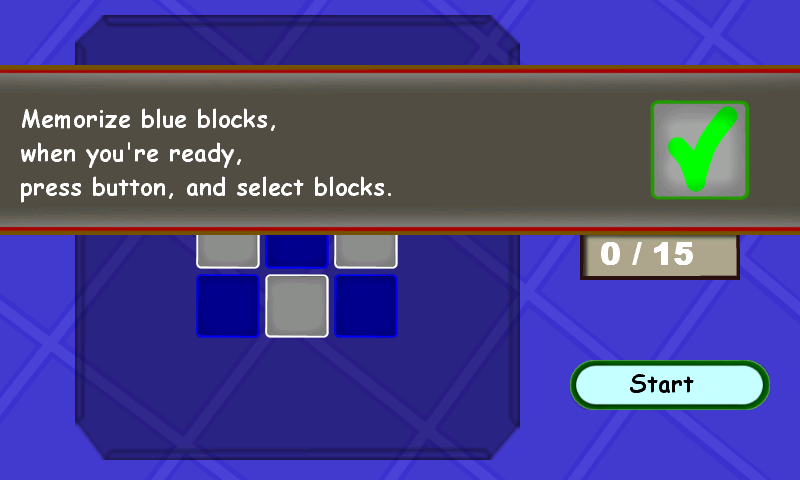 Memorize blue blocks,
when you're ready,
press button, and select blocks.
0 / 15
Start